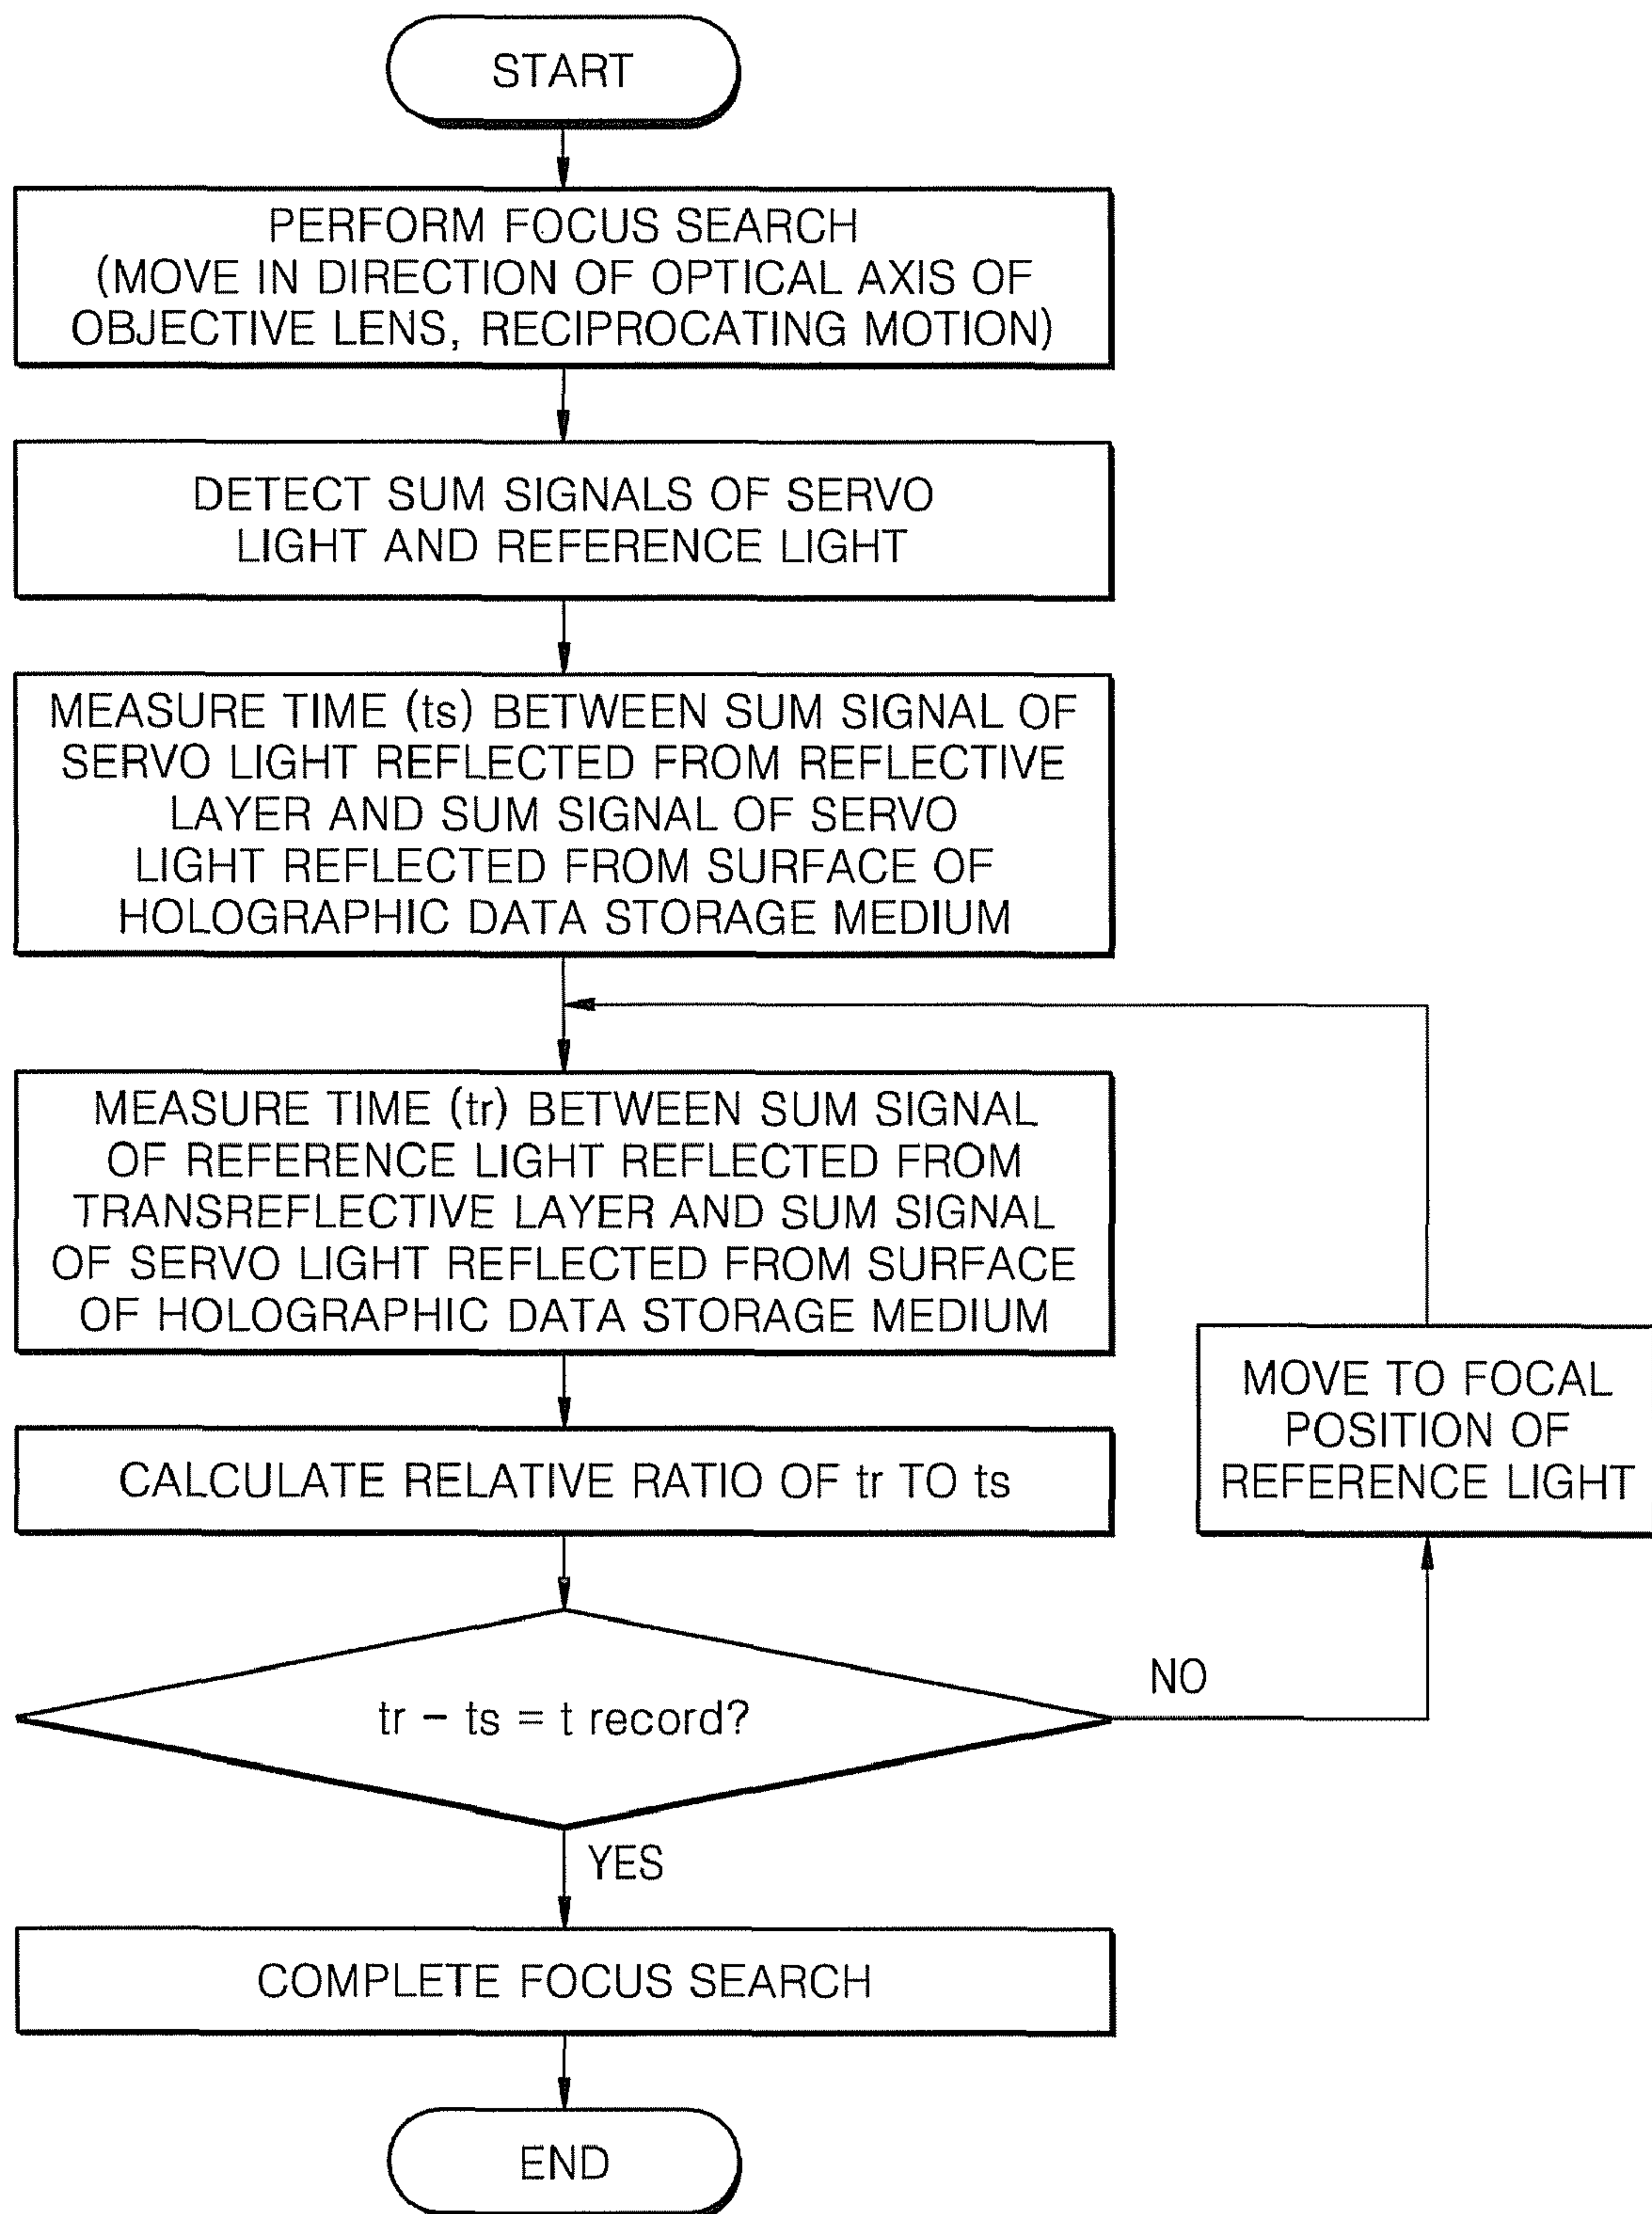 START
PERFORM FOCUS SEARCH
(MOVE IN DIRECTION OF OPTICAL AXIS OF
OBJECTIVE LENS, RECIPROCATING MOTION)
DETECT SUM SIGNALS OF SERVO
LIGHT AND REFERENCE LIGHT
MEASURE TIME (ts) BETWEEN SUM SIGNAL OF
SERVO LIGHT REFLECTED FROM REFLECTIVE
LAYER AND SUM SIGNAL OF SERVO
LIGHT REFLECTED FROM SURFACE OF
HOLOGRAPHIC DATA STORAGE MEDIUM
MEASURE TIME (tr) BETWEEN SUM SIGNAL
OF REFERENCE LIGHT REFLECTED FROM
TRANSREFLECTIVE LAYER AND SUM SIGNAL
OF SERVO LIGHT REFLECTED FROM SURFACE
OF HOLOGRAPHIC DATA STORAGE MEDIUM
MOVE TO FOCAL
POSITION OF
REFERENCE LIGHT
CALCULATE RELATIVE RATIO OF tr TO ts
NO
tr – ts = t record?
YES
COMPLETE FOCUS SEARCH
END